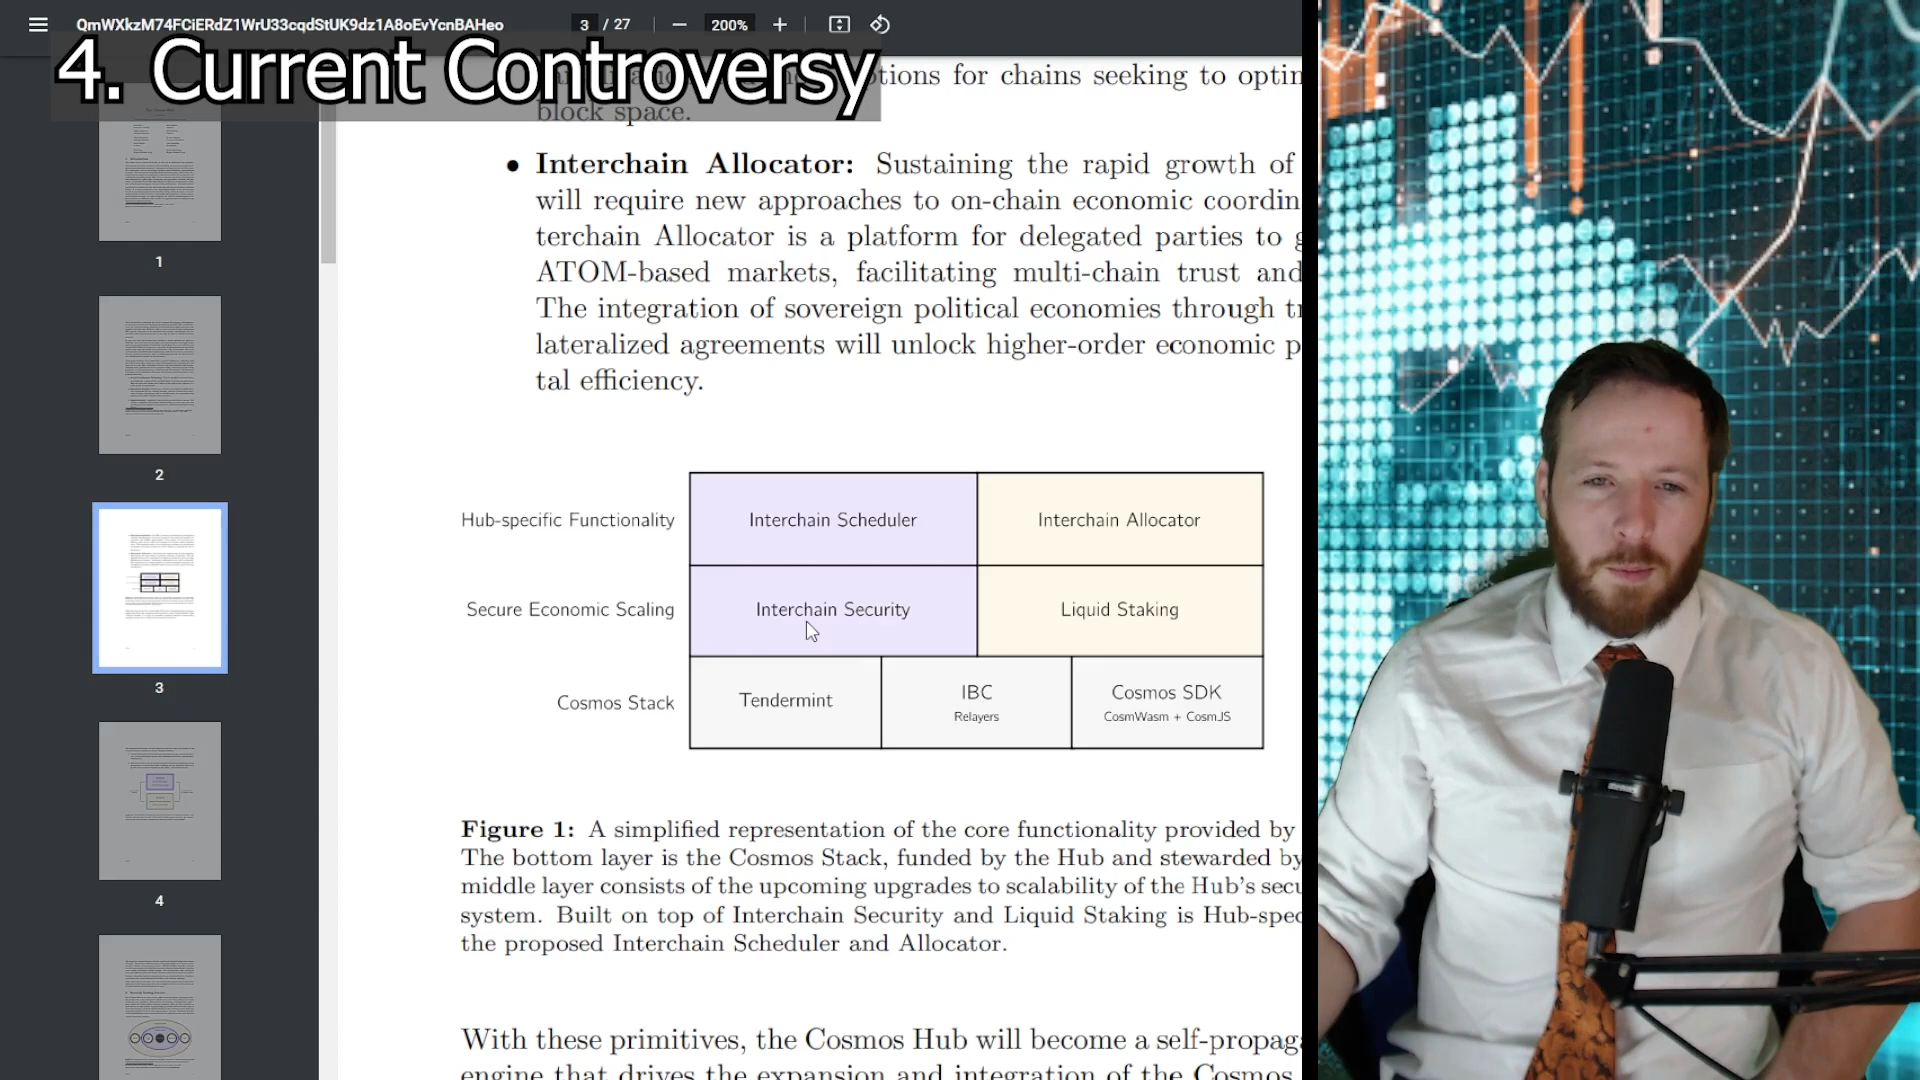 QmWXkzM74FCiERdZ1WrU33cqdStUK9dz1A8oEvYcnBAHeo
3 / 27
200%
4. Current Controversy
1
2
3
4
tions for chains seeking to optim
block space.
• Interchain Allocator: Sustaining the rapid growth of
will require new approaches to on-chain economic coordin
terchain Allocator is a platform for delegated parties to g
ATOM-based markets, facilitating multi-chain trust and
The integration of sovereign political economies through tr
lateralized agreements will unlock higher-order economic p
tal efficiency.
Hub-specific Functionality
Interchain Scheduler
Interchain Allocator
Secure Economic Scaling
Interchain Security
Liquid Staking
Cosmos Stack
Tendermint
IBC
Relayers
Cosmos SDK
CosmWasm + CosmJS
Figure 1: A simplified representation of the core functionality provided by
The bottom layer is the Cosmos Stack, funded by the Hub and stewarded by
middle layer consists of the upcoming upgrades to scalability of the Hub's secu
system. Built on top of Interchain Security and Liquid Staking is Hub-spec
the proposed Interchain Scheduler and Allocator.
With these primitives, the Cosmos Hub will become a self-propaga
engine that drives the expansion and integration of the Cosmos